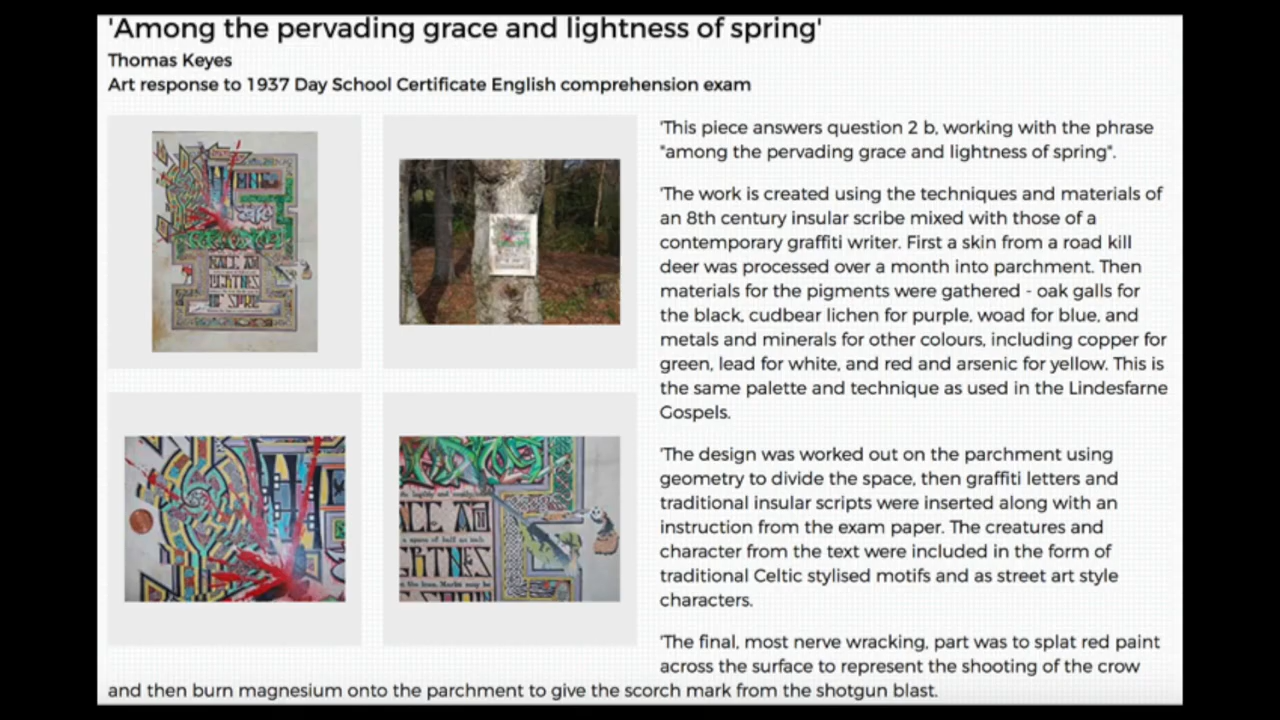 'Among the pervading grace and lightness of spring'
Thomas Keyes
Art response to 1937 Day School Certificate English comprehension exam
'This piece answers question 2 b, working with the phrase
"among the pervading grace and lightness of spring".
'The work is created using the techniques and materials of
an 8th century insular scribe mixed with those of a
contemporary graffiti writer. First a skin from a road kill
deer was processed over a month into parchment. Then
materials for the pigments were gathered - oak galls for
the black, cudbear lichen for purple, woad for blue, and
metals and minerals for other colours, including copper for
green, lead for white, and red and arsenic for yellow. This is
the same palette and technique as used in the Lindesfarne
Gospels.
'The design was worked out on the parchment using
geometry to divide the space, then graffiti letters and
traditional insular scripts were inserted along with an
instruction from the exam paper. The creatures and
character from the text were included in the form of
traditional Celtic stylised motifs and as street art style
characters.
'The final, most nerve wracking, part was to splat red paint
across the surface to represent the shooting of the crow
and then burn magnesium onto the parchment to give the scorch mark from the shotgun blast.